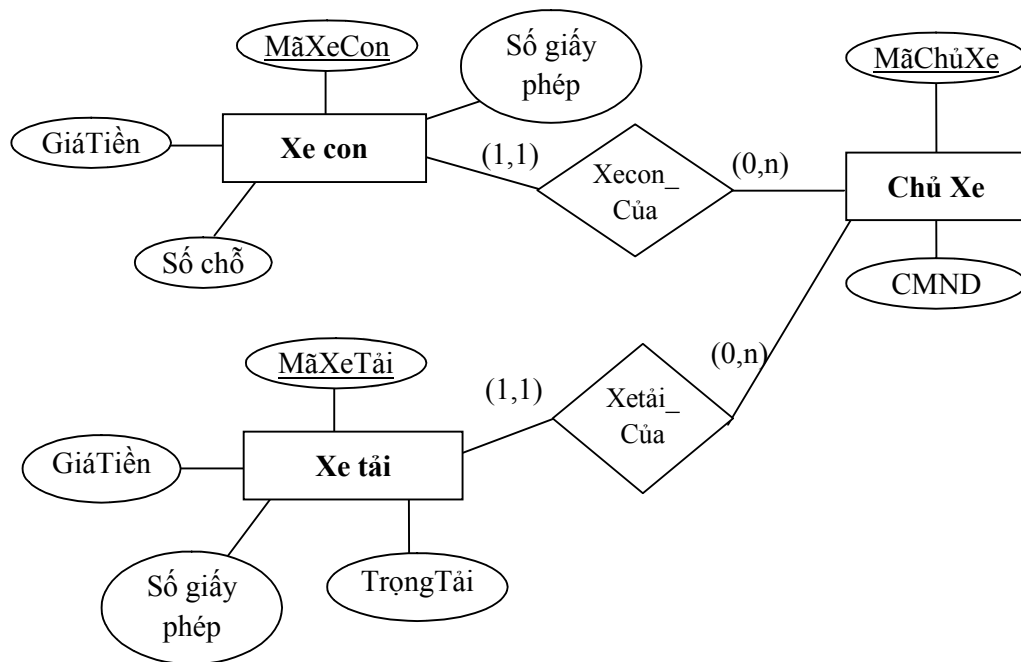 MãXeCon
Số giấy
phép
MãChủXe
GiáTiền
Xe con
(1,1)
Xecon_
Của
(0,n)
Chủ Xe
Số chỗ
CMND
MãXeTải
(1,1)
Xetải_
Của
(0,n)
GiáTiền
Xe tải
Số giấy
phép
TrọngTải